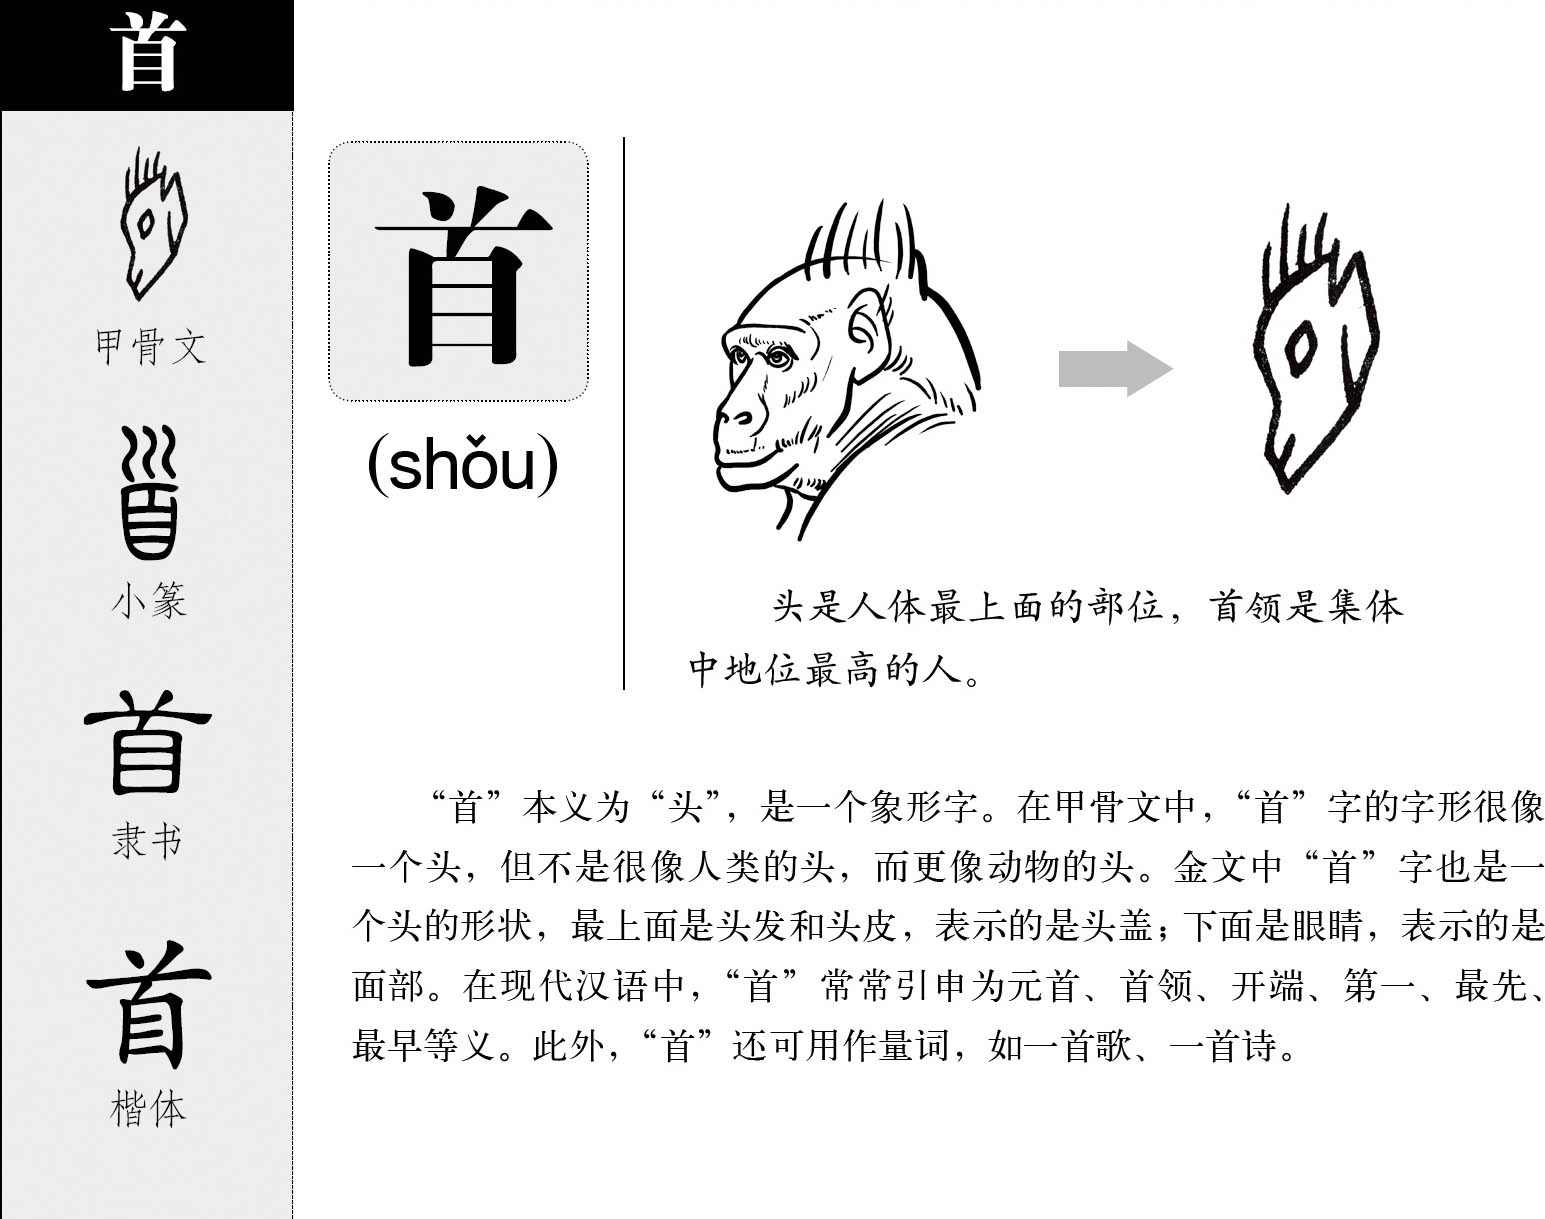 首
甲骨文
首
小篆
首
隶书
首
楷体
首
(shǒu)
头是人体最上面的部位，首领是集体
中地位最高的人。
“首”本义为“头”，是一个象形字。在甲骨文中，“首”字的字形很像
一个头，但不是很像人类的头，而更像动物的头。金文中“首”字也是一
个头的形状，最上面是头发和头皮，表示的是头盖；下面是眼睛，表示的是
面部。在现代汉语中，“首”常常引申为元首、首领、开端、第一、最先、
最早等义。此外，“首”还可用作量词，如一首歌、一首诗。